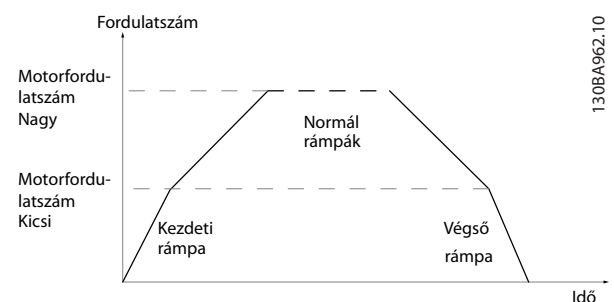 Fordulatszám
130BA962.10
Motorfordu-
latszám
Nagy
Normál
rámpák
Motorfordu-
latszám
Kicsi
Kezdeti
rámpa
Végső
rámpa
Idő